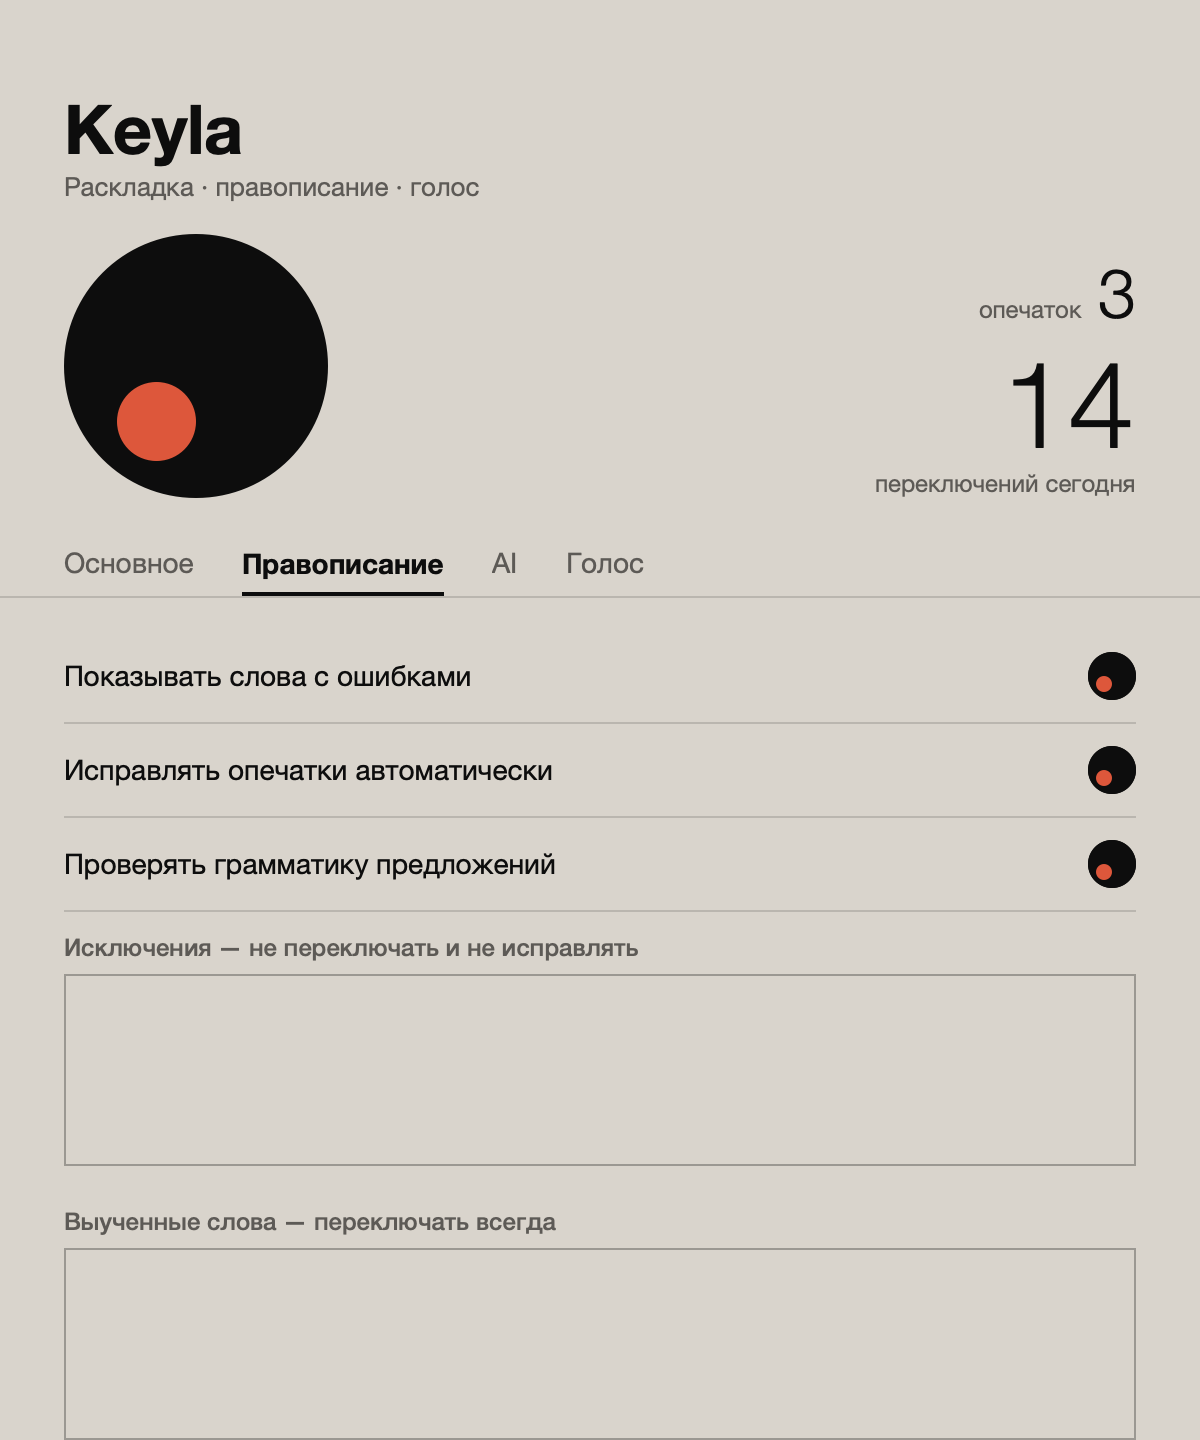 Keyla
Раскладка · правописание · голос
опечаток 3
14
переключений сегодня
Основное Правописание AI Голос
Показывать слова с ошибками
Исправлять опечатки автоматически
Проверять грамматику предложений
Исключения — не переключать и не исправлять
Выученные слова — переключать всегда